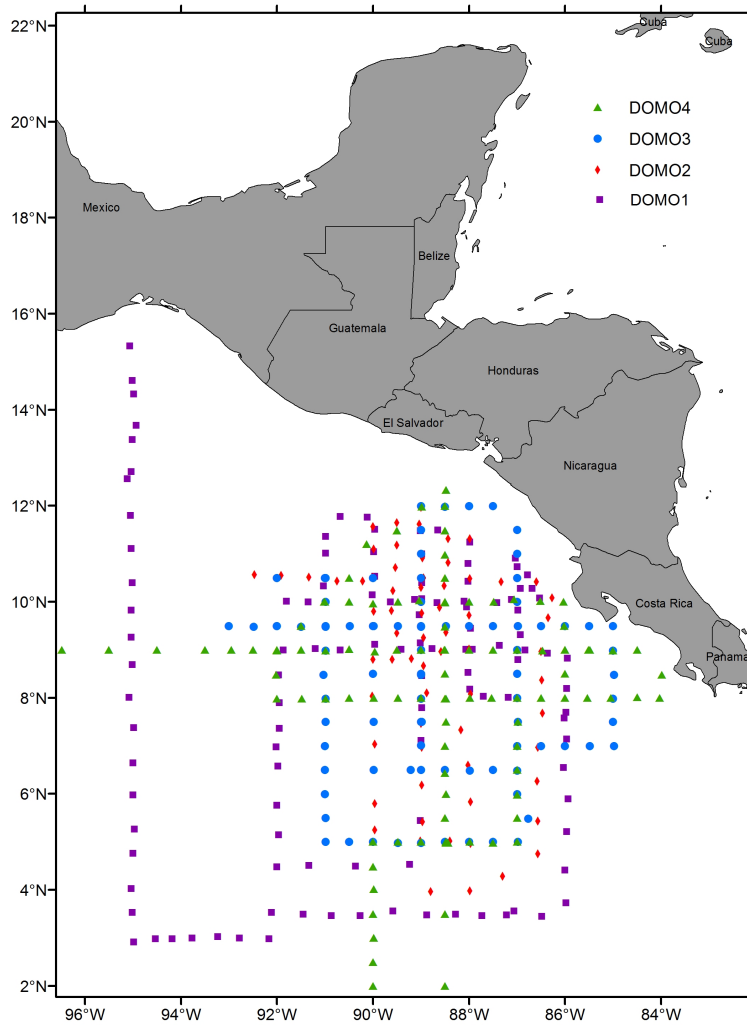 22°N
Cuba
Cuba
DOMO4
20°N
DOMO3
DOMO2
DOMO1
Mexico
18°N
Belize
16°N
Guatemala
Honduras
14°N
El Salvador
Nicaragua
12°N
10°N
Costa Rica
Panama
8°N
6°N
4°N
2°N
96°W 94°W 92°W 90°W 88°W 86°W 84°W